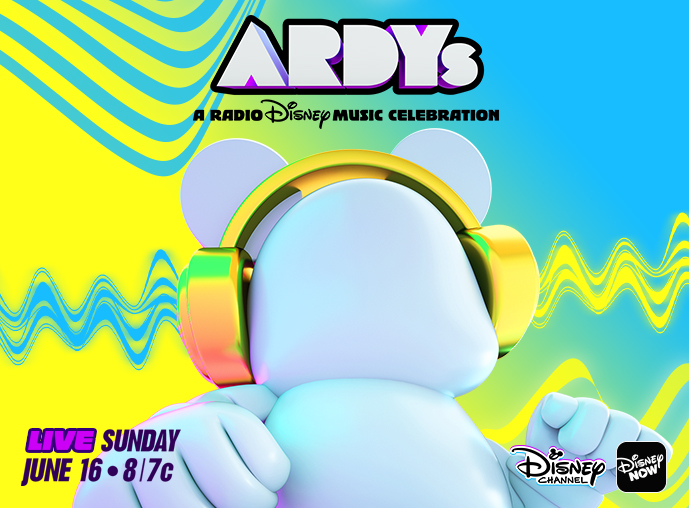 ARDYs
A RADIO Disney MUSIC CELEBRATION
LIVE SUNDAY
JUNE 16 • 8|7c
Disney
CHANNEL
Disney
NOW